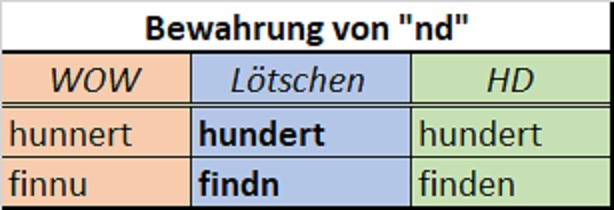 Bewahrung von "nd"
WOW Lötschen HD
hunnert hundert hundert
finnu findn finden